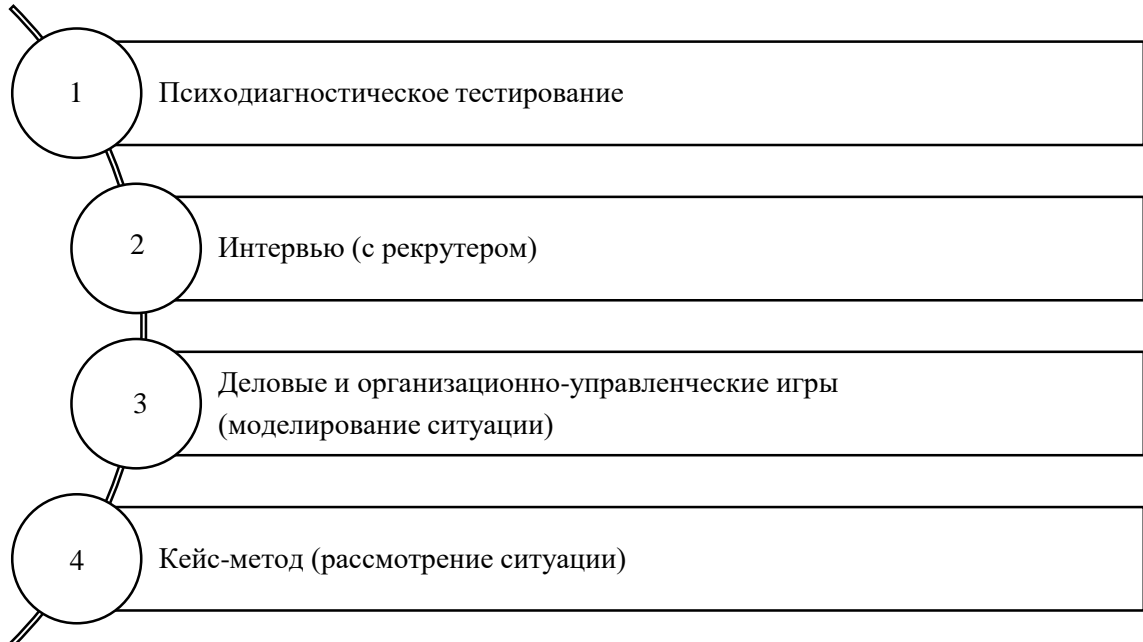 1
Психодиагностическое тестирование
2
Интервью (с рекрутером)
3
Деловые и организационно-управленческие игры
(моделирование ситуации)
4
Кейс-метод (рассмотрение ситуации)